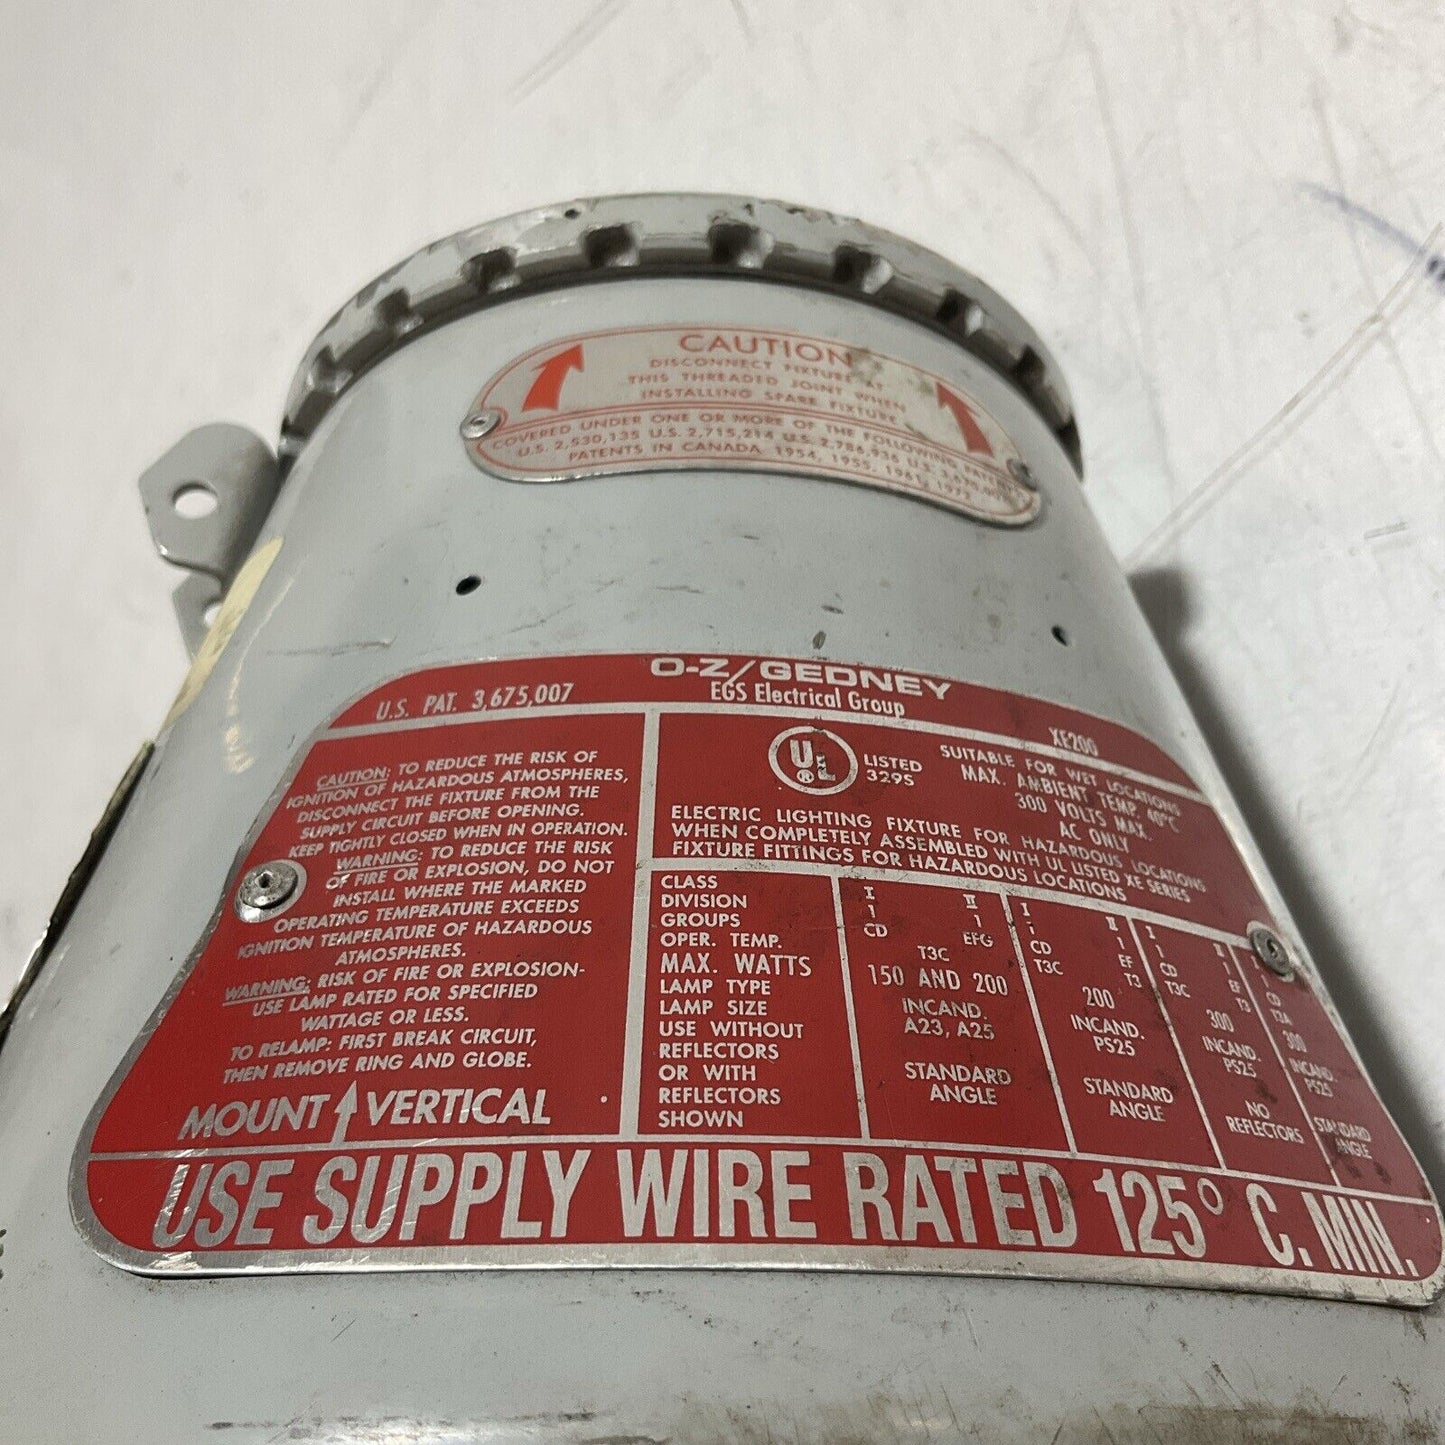 CAUTION
DISCONNECT FIXTURE AT
THIS THREADED JOINT WHEN
INSTALLING SPARE FIXTURE
COVERED UNDER ONE OR MORE OF THE FOLLOWING PATENTS
U.S. 2,530,135 U.S. 2,715,214 U.S. 2,786,936 U.S.
PATENTS IN CANADA 1954, 1955, 1961, 1972
O-Z/GEDNEY
U.S. PAT. 3,675,007
EGS Electrical Group
XE200
CAUTION: TO REDUCE THE RISK OF
IGNITION OF HAZARDOUS ATMOSPHERES,
DISCONNECT THE FIXTURE FROM THE
SUPPLY CIRCUIT BEFORE OPENING.
KEEP TIGHTLY CLOSED WHEN IN OPERATION.
WARNING: TO REDUCE THE RISK
OF FIRE OR EXPLOSION, DO NOT
INSTALL WHERE THE MARKED
OPERATING TEMPERATURE EXCEEDS
IGNITION TEMPERATURE OF HAZARDOUS
ATMOSPHERES.
WARNING: RISK OF FIRE OR EXPLOSION-
USE LAMP RATED FOR SPECIFIED
WATTAGE OR LESS.
TO RELAMP: FIRST BREAK CIRCUIT,
THEN REMOVE RING AND GLOBE.
MOUNT VERTICAL
UL ®
LISTED
329S
SUITABLE FOR WET LOCATIONS
MAX. AMBIENT TEMP. 40°C
300 VOLTS MAX.
AC ONLY
ELECTRIC LIGHTING FIXTURE FOR HAZARDOUS LOCATIONS
WHEN COMPLETELY ASSEMBLED WITH UL LISTED XE SERIES
FIXTURE FITTINGS FOR HAZARDOUS LOCATIONS
CLASS I II I II I II I
DIVISION 1 1 1 1 1 1 1
GROUPS CD EFG CD EF CD EF CD
OPER. TEMP. T3C T3C T3 T3C T3 T3A
MAX. WATTS 150 AND 200 200 300 300
LAMP TYPE INCAND. INCAND. INCAND. INCAND.
LAMP SIZE A23, A25 PS25 PS25 PS25
USE WITHOUT
REFLECTORS STANDARD STANDARD NO STANDARD
OR WITH ANGLE ANGLE REFLECTORS ANGLE
REFLECTORS
SHOWN
USE SUPPLY WIRE RATED 125° C. MIN.